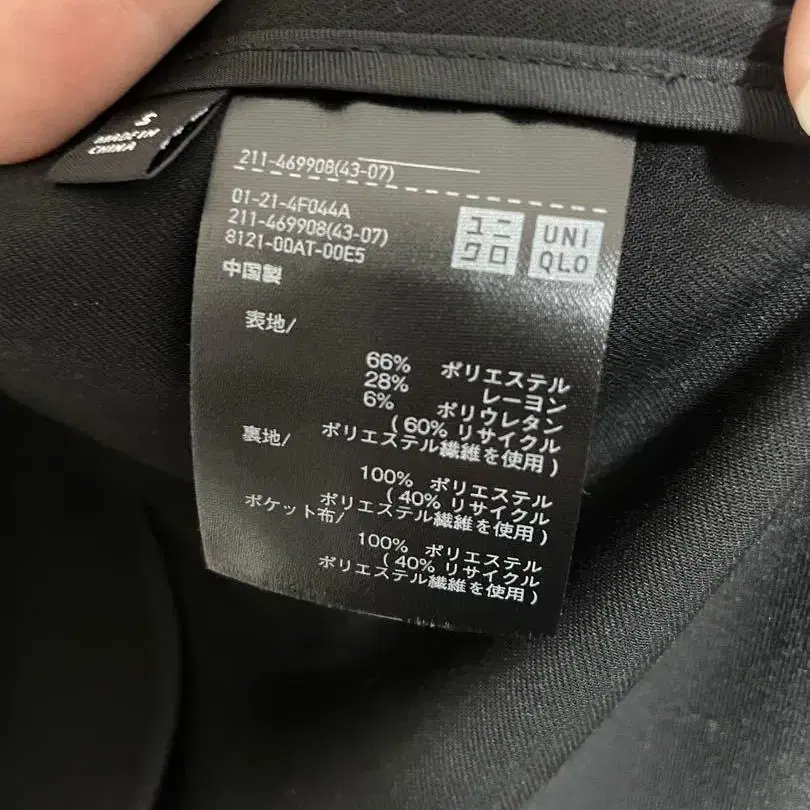 S
MADE IN
CHINA
211-469908(43-07)
01-21-4F044A
211-469908(43-07)
8121-00AT-00E5
中国製
ユニ
クロ
UNI
QLO
表地/
66% ポリエステル
28% レーヨン
6% ポリウレタン
( 60% リサイクル
ポリエステル繊維を使用 )
裏地/
100% ポリエステル
( 40% リサイクル
ポリエステル繊維を使用 )
ポケット布/
100% ポリエステル
( 40% リサイクル
ポリエステル繊維を使用 )